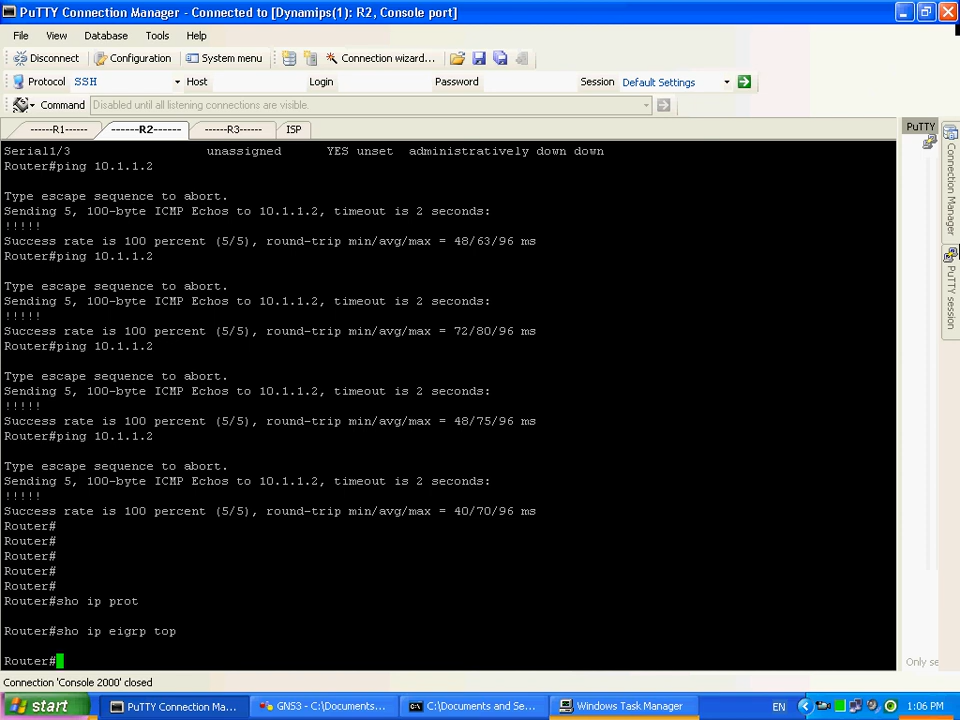 PuTTY Connection Manager - Connected to [Dynamips(1): R2, Console port]
File View Database Tools Help
Disconnect Configuration System menu Connection wizard...
Protocol SSH Host Login Password Session Default Settings
Command Disabled until all listening connections are visible.
------R1------ ------R2------ ------R3------ ISP
PuTTY
Connection Manager
PuTTY session
Serial1/3 unassigned YES unset administratively down down
Router#ping 10.1.1.2
Type escape sequence to abort.
Sending 5, 100-byte ICMP Echos to 10.1.1.2, timeout is 2 seconds:
!!!!!
Success rate is 100 percent (5/5), round-trip min/avg/max = 48/63/96 ms
Router#ping 10.1.1.2
Type escape sequence to abort.
Sending 5, 100-byte ICMP Echos to 10.1.1.2, timeout is 2 seconds:
!!!!!
Success rate is 100 percent (5/5), round-trip min/avg/max = 72/80/96 ms
Router#ping 10.1.1.2
Type escape sequence to abort.
Sending 5, 100-byte ICMP Echos to 10.1.1.2, timeout is 2 seconds:
!!!!!
Success rate is 100 percent (5/5), round-trip min/avg/max = 48/75/96 ms
Router#ping 10.1.1.2
Type escape sequence to abort.
Sending 5, 100-byte ICMP Echos to 10.1.1.2, timeout is 2 seconds:
!!!!!
Success rate is 100 percent (5/5), round-trip min/avg/max = 40/70/96 ms
Router#
Router#
Router#
Router#
Router#
Router#sho ip prot
Router#sho ip eigrp top
Router#
Only se
Connection 'Console 2000' closed
start PuTTY Connection Ma... GNS3 - C:\Documents... C:\Documents and Se... Windows Task Manager EN 1:06 PM